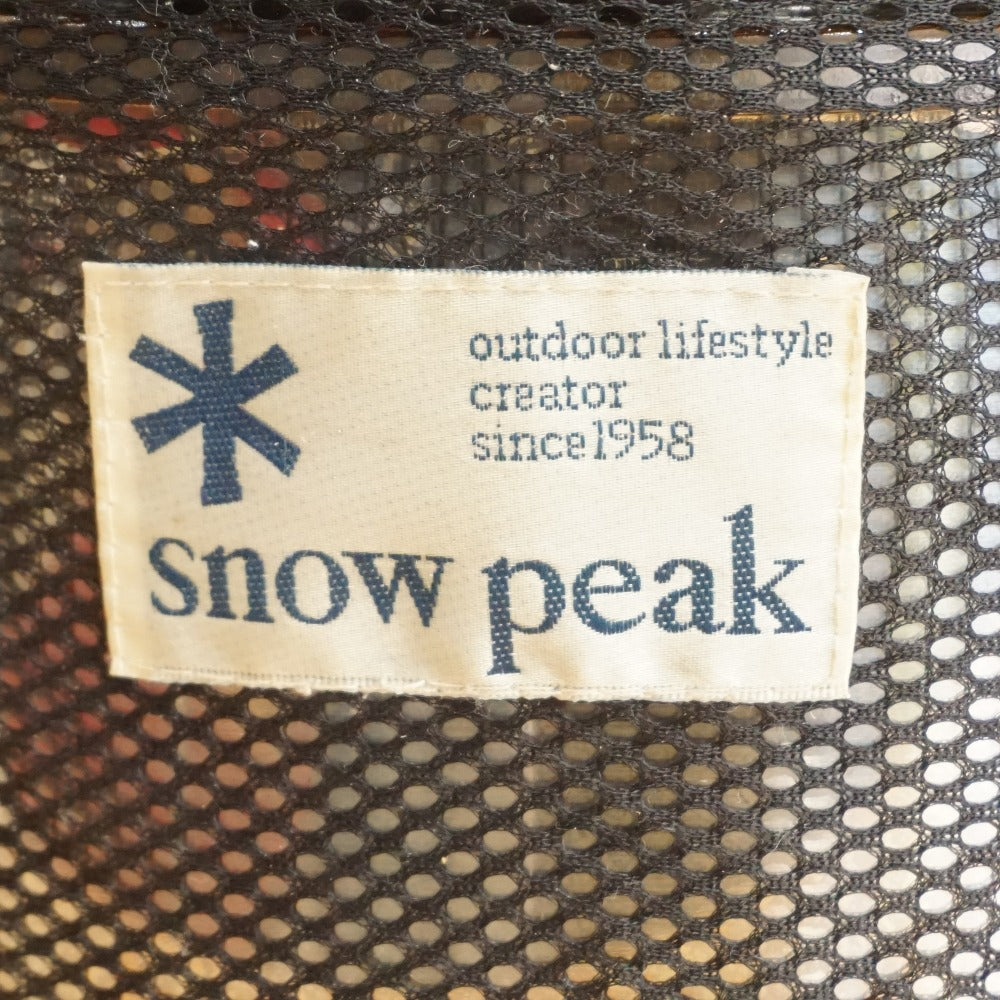 outdoor lifestyle
creator
since1958
snow peak